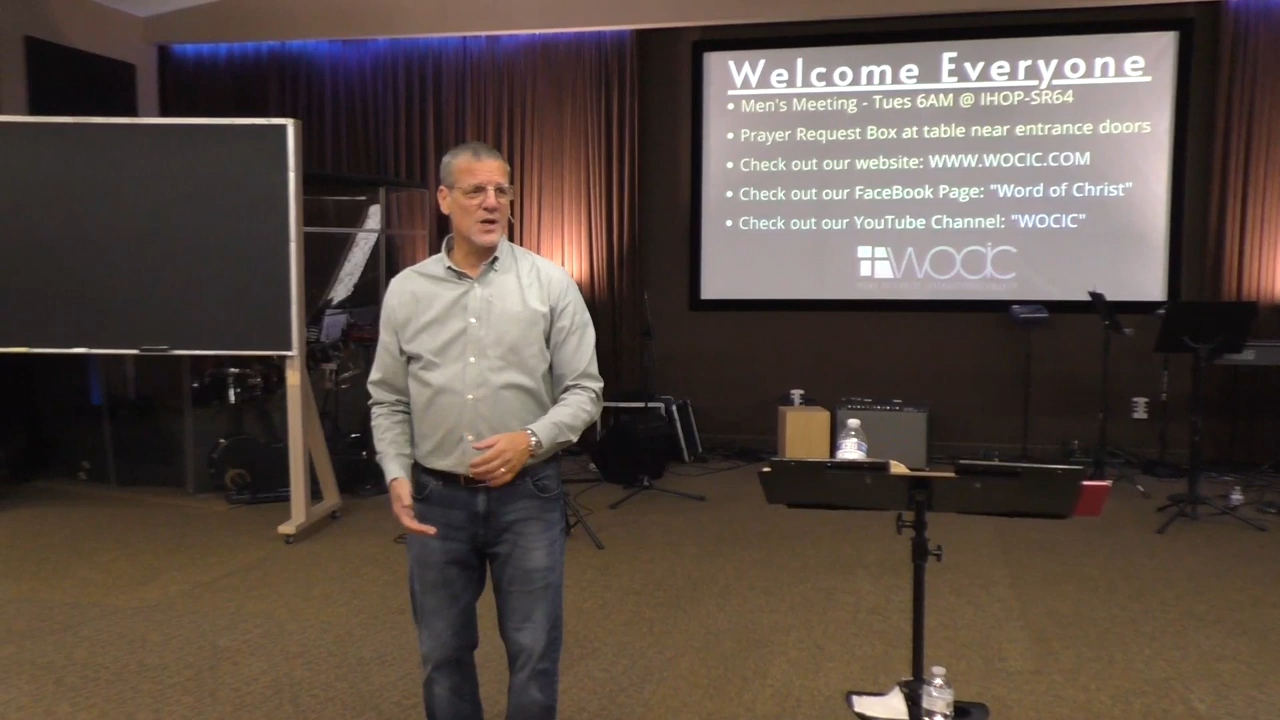 Welcome Everyone
• Men's Meeting - Tues 6AM @ IHOP-SR64
• Prayer Request Box at table near entrance doors
• Check out our website: WWW.WOCIC.COM
• Check out our FaceBook Page: "Word of Christ"
• Check out our YouTube Channel: "WOCIC"
WOCIC